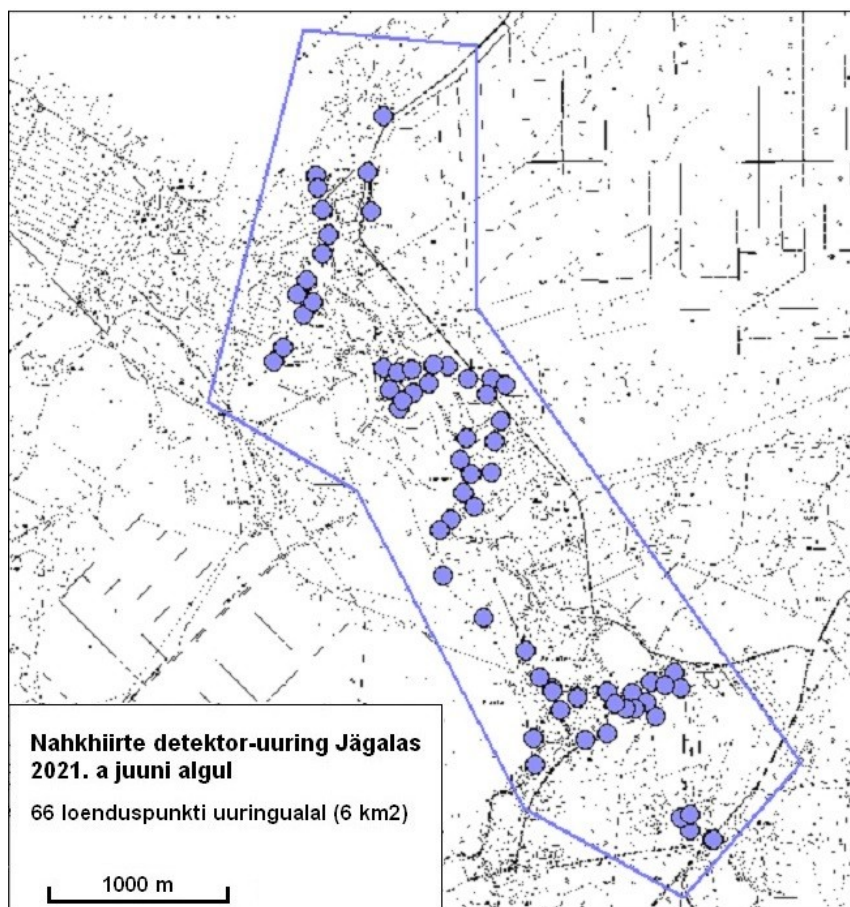 Nahkhiirte detektor-uuring Jägalas
2021. a juuni algul
66 loenduspunkti uuringualal (6 km2)
1000 m